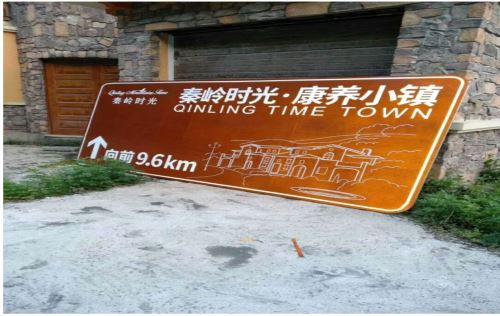 Qinling Mountains Time
秦岭时光
秦岭时光·康养小镇
QINLING TIME TOWN
向前9.6km